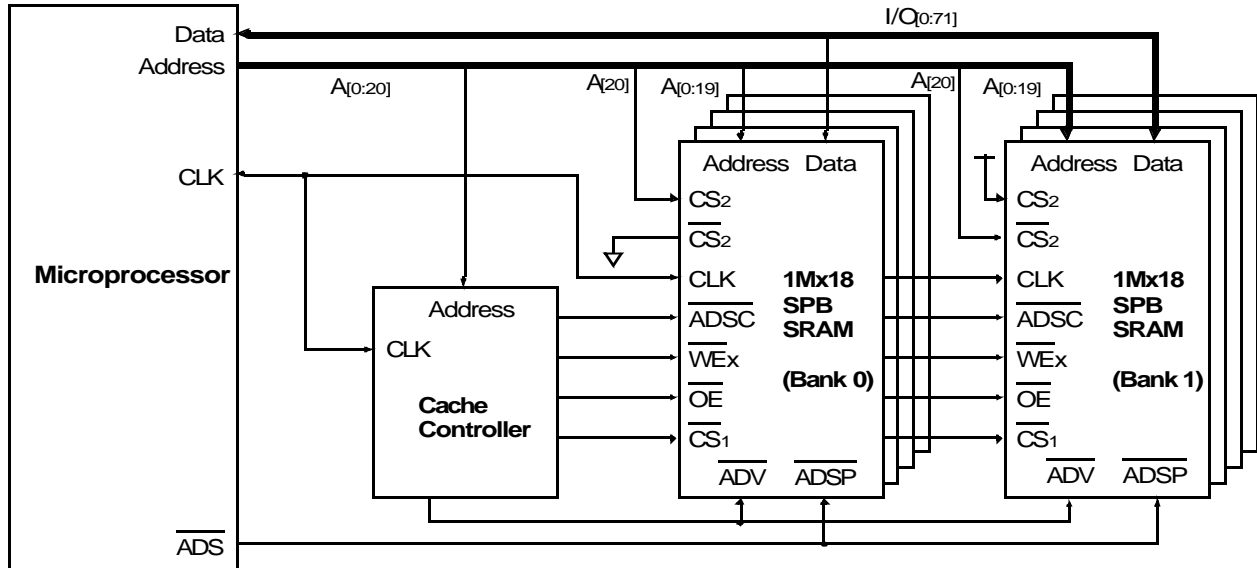 I/O[0:71]
Data
Address
A[0:20]
A[20]
A[0:19]
A[20]
A[0:19]
CLK
Microprocessor
ADS
Address
CLK
Cache
Controller
Address Data
CS2
CS2
CLK
ADSC
WEx
OE
CS1
1Mx18
SPB
SRAM
(Bank 0)
ADV ADSP
Address Data
CS2
CS2
CLK
ADSC
WEx
OE
CS1
1Mx18
SPB
SRAM
(Bank 1)
ADV ADSP